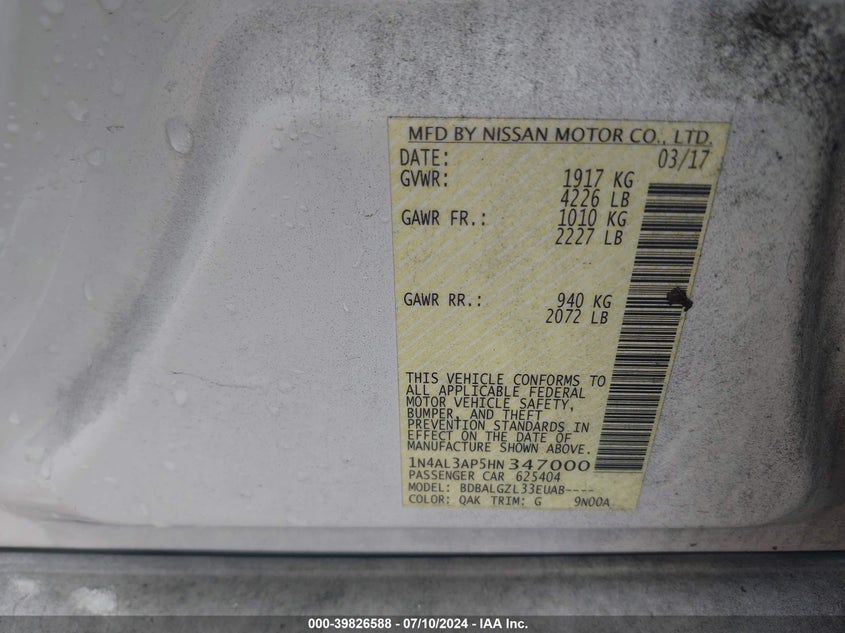 MFD BY NISSAN MOTOR CO., LTD.
DATE: 03/17
GVWR: 1917 KG
4226 LB
GAWR FR.: 1010 KG
2227 LB
GAWR RR.: 940 KG
2072 LB
THIS VEHICLE CONFORMS TO
ALL APPLICABLE FEDERAL
MOTOR VEHICLE SAFETY,
BUMPER, AND THEFT
PREVENTION STANDARDS IN
EFFECT ON THE DATE OF
MANUFACTURE SHOWN ABOVE.
1N4AL3AP5HN347000
PASSENGER CAR 625404
MODEL: BDBALGZL33EUAB----
COLOR: QAK TRIM: G 9N00A
000-39826588 - 07/10/2024 - IAA Inc.